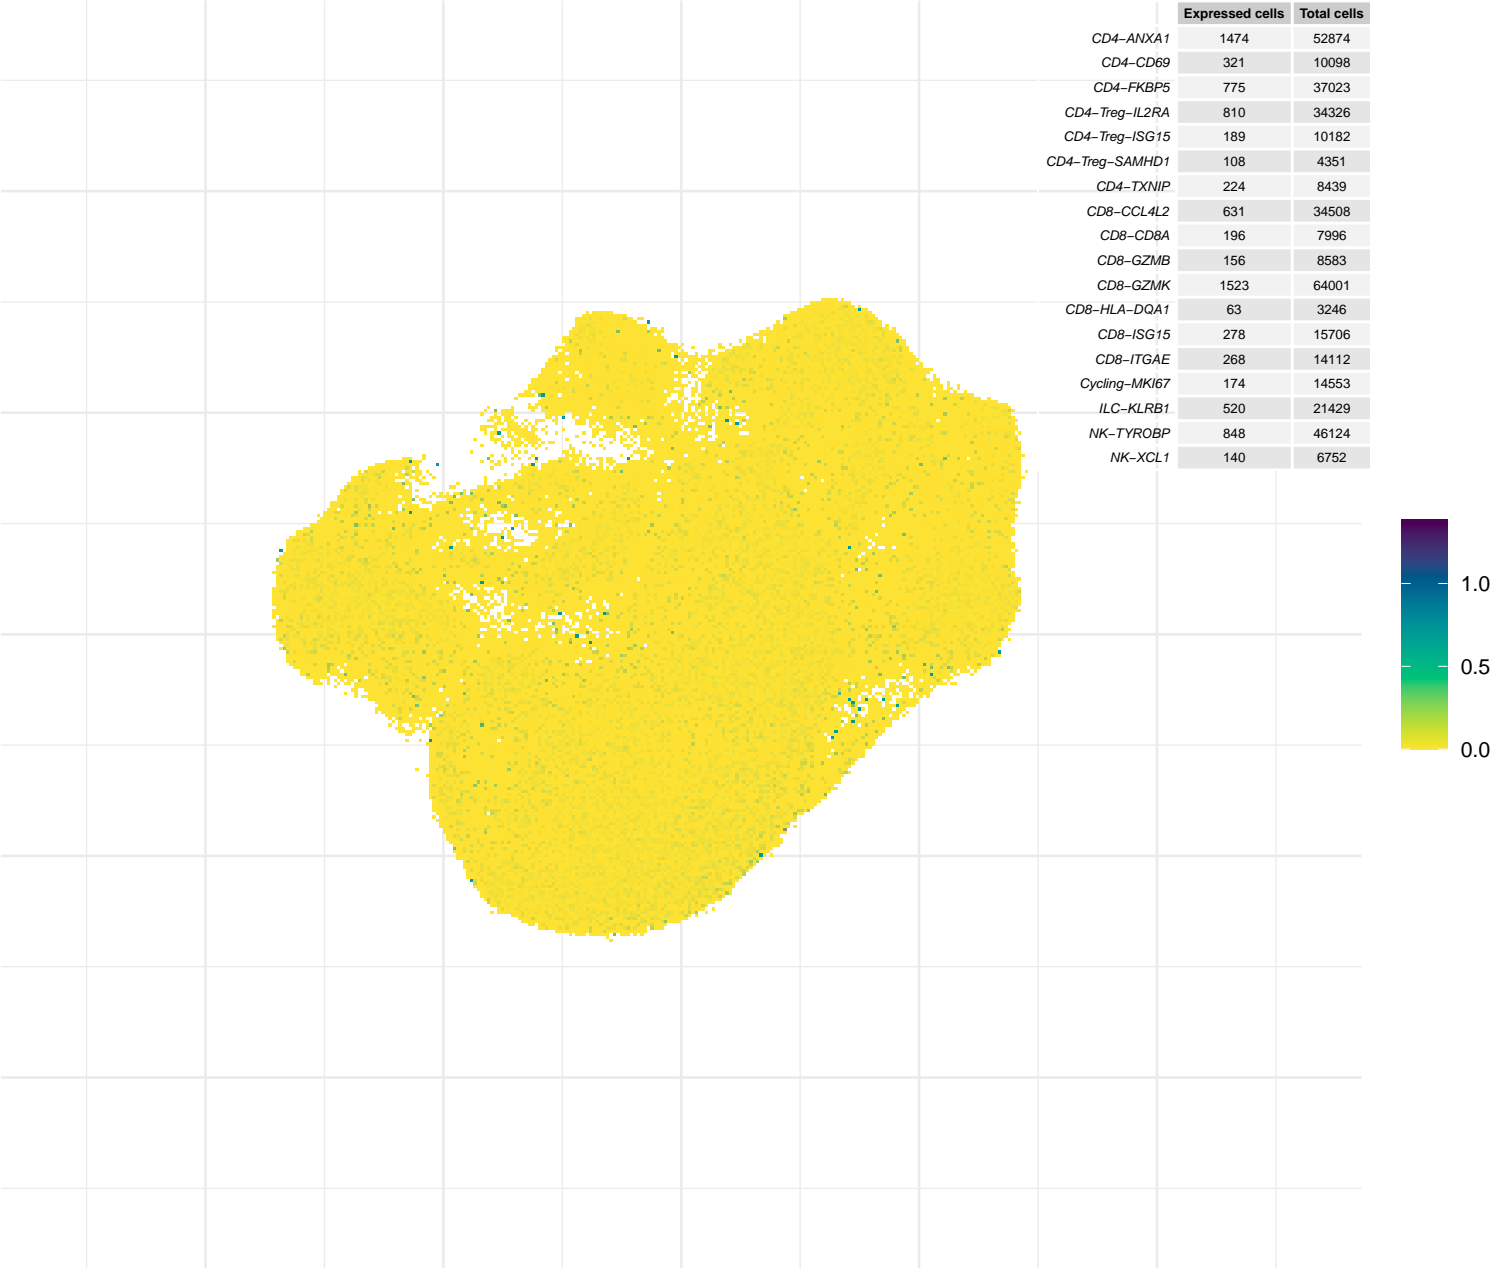 Expressed cells Total cells
CD4−ANXA1 1474 52874
CD4−CD69 321 10098
CD4−FKBP5 775 37023
CD4−Treg−IL2RA 810 34326
CD4−Treg−ISG15 189 10182
CD4−Treg−SAMHD1 108 4351
CD4−TXNIP 224 8439
CD8−CCL4L2 631 34508
CD8−CD8A 196 7996
CD8−GZMB 156 8583
CD8−GZMK 1523 64001
CD8−HLA−DQA1 63 3246
CD8−ISG15 278 15706
CD8−ITGAE 268 14112
Cycling−MKI67 174 14553
ILC−KLRB1 520 21429
NK−TYROBP 848 46124
NK−XCL1 140 6752
1.0
0.5
0.0